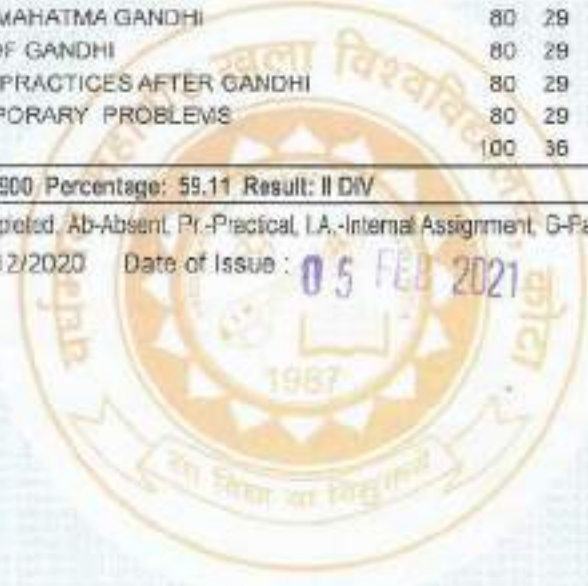 MAHATMA GANDHI 80 29
OF GANDHI 80 29
PRACTICES AFTER GANDHI 80 29
PORARY PROBLEMS 80 29
100 36
900 Percentage: 59.11 Result: II DIV
pleted, Ab-Absent, Pr.-Practical, I.A.-Internal Assignment, G-Pa
12/2020 Date of Issue : 05 FEB 2021
1987